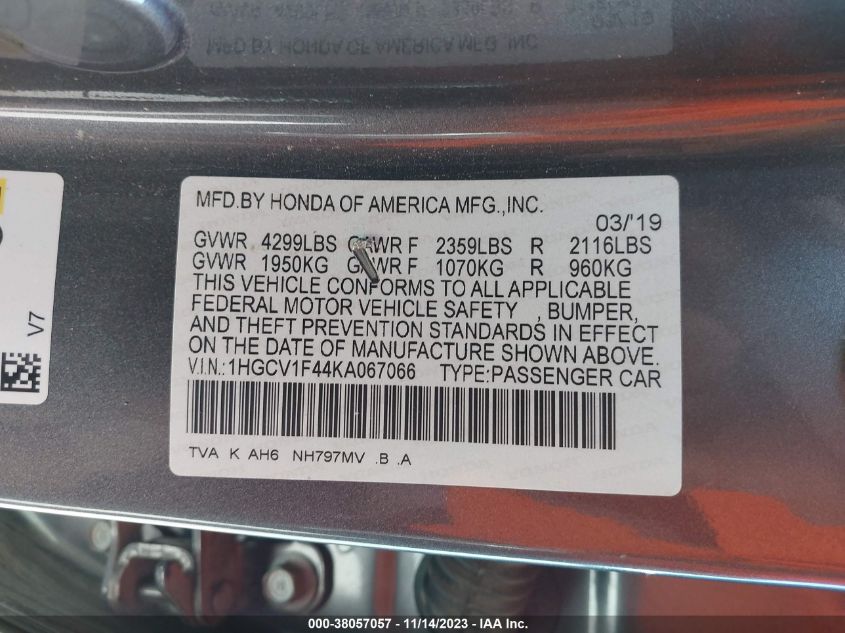 MFD BY HONDA OF AMERICA MFG., INC
03/19
V7
MFD.BY HONDA OF AMERICA MFG.,INC.
03/'19
GVWR 4299LBS GAWR F 2359LBS R 2116LBS
GVWR 1950KG GAWR F 1070KG R 960KG
THIS VEHICLE CONFORMS TO ALL APPLICABLE
FEDERAL MOTOR VEHICLE SAFETY , BUMPER,
AND THEFT PREVENTION STANDARDS IN EFFECT
ON THE DATE OF MANUFACTURE SHOWN ABOVE.
V.I.N.:1HGCV1F44KA067066 TYPE:PASSENGER CAR
TVA K AH6 NH797MV .B .A
000-38057057 - 11/14/2023 - IAA Inc.